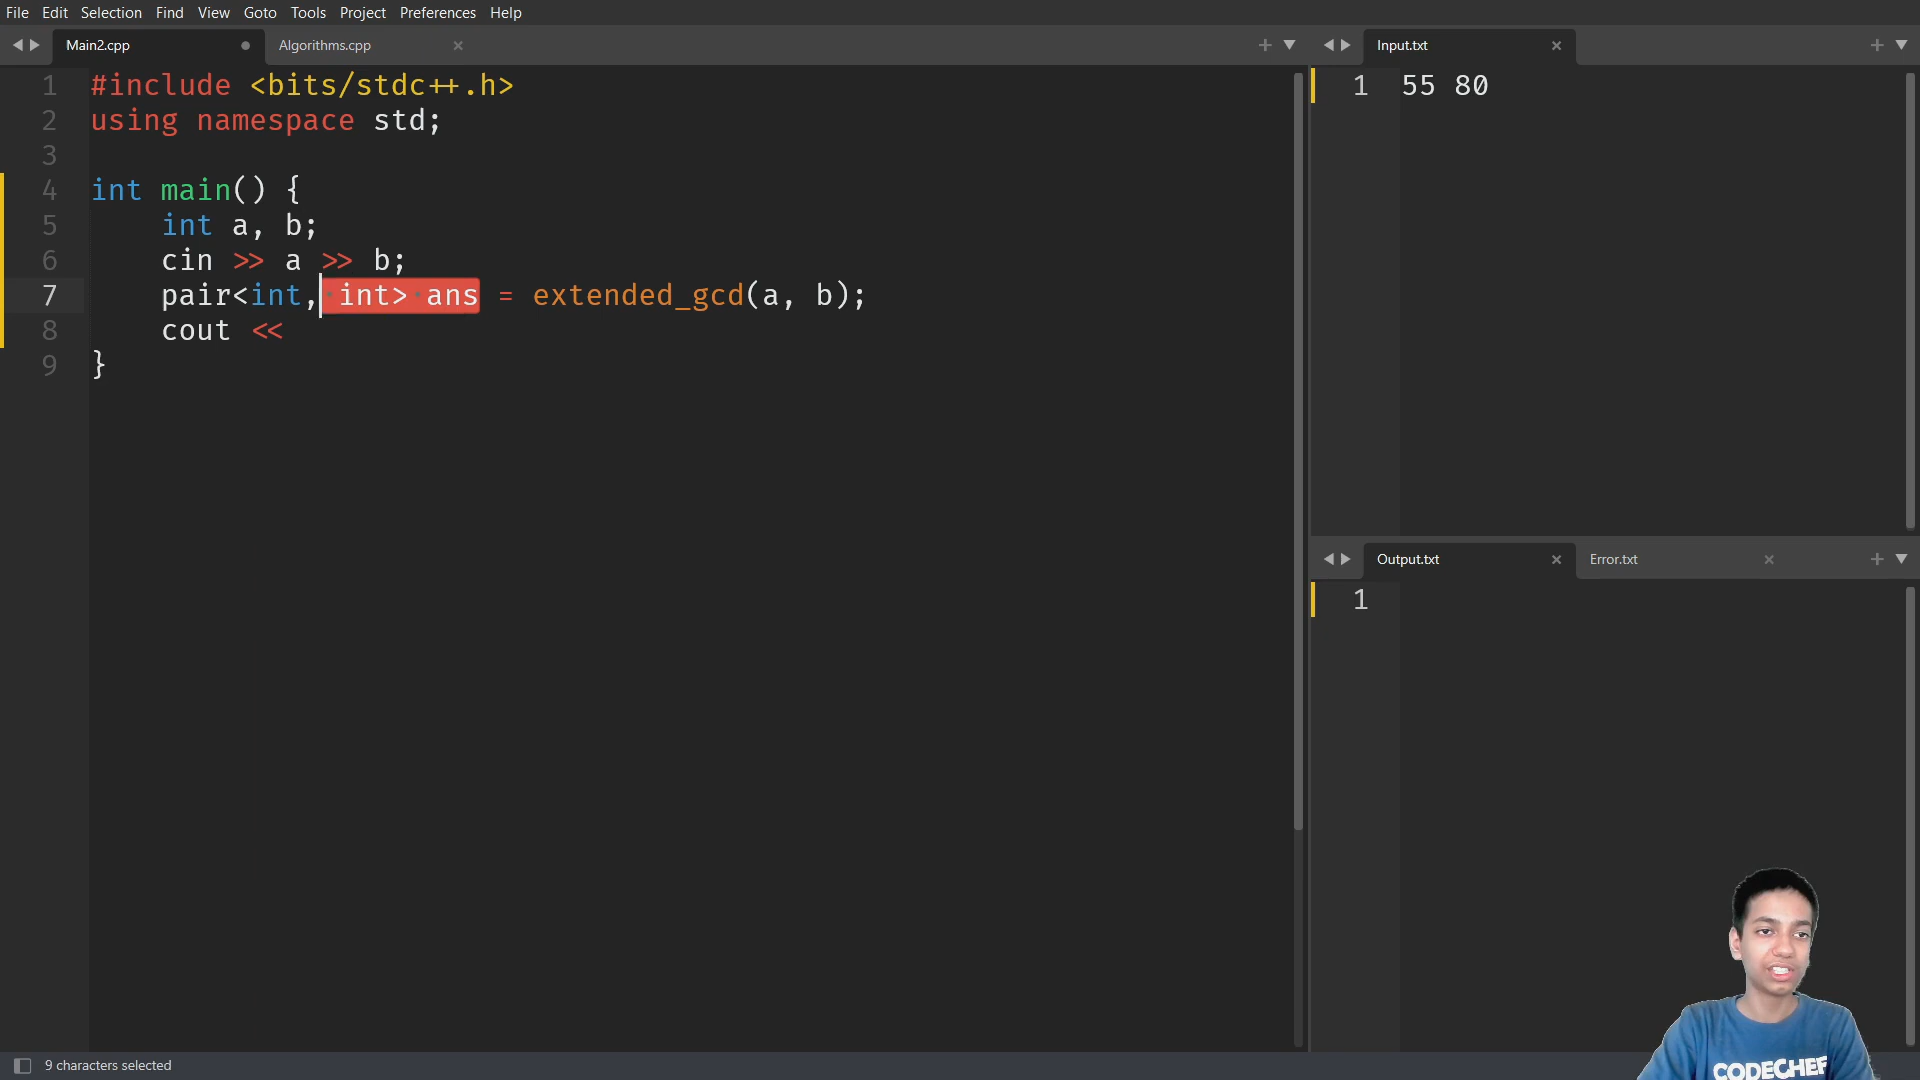 File Edit Selection Find View Goto Tools Project Preferences Help
Main2.cpp
Algorithms.cpp
Input.txt
1 #include <bits/stdc++.h>
2 using namespace std;
3
4 int main() {
5 int a, b;
6 cin >> a >> b;
7 pair<int, int> ans = extended_gcd(a, b);
8 cout <<
9 }
1 55 80
Output.txt
Error.txt
1
CODECHEF
9 characters selected